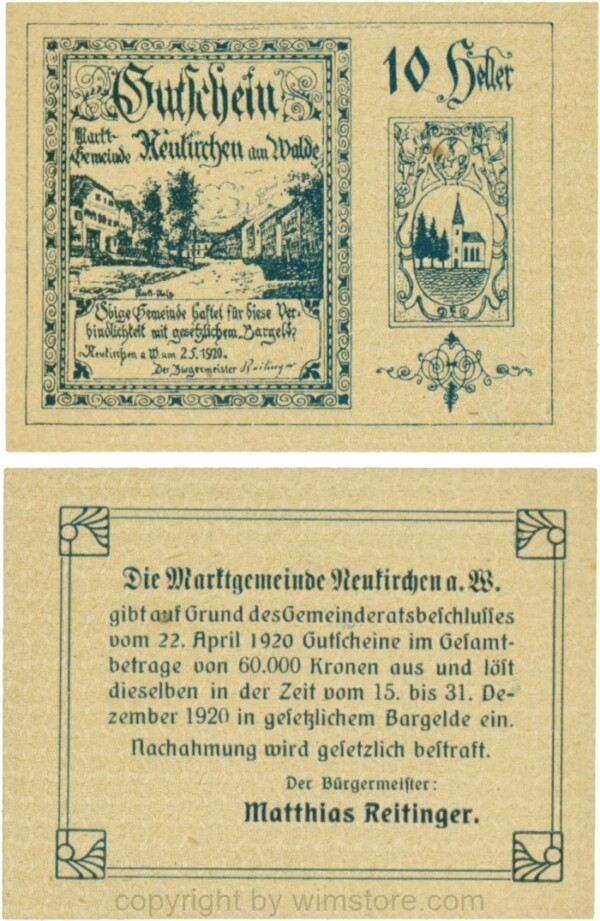 Gutschein
Markt-
Gemeinde Neukirchen am Walde
10 Heller
Markt-Platz
Obige Gemeinde haftet für diese Ver-
bindlichkeit mit gesetzlichem Bargeld.
Neukirchen a. W. am 2.5.1920.
Der Bürgermeister Reitinger
Die Marktgemeinde Neukirchen a. W.
gibt auf Grund des Gemeinderatsbeschlusses
vom 22. April 1920 Gutscheine im Gesamt-
betrage von 60.000 Kronen aus und löst
dieselben in der Zeit vom 15. bis 31. De-
zember 1920 in gesetzlichem Bargelde ein.
Nachahmung wird gesetzlich bestraft.
Der Bürgermeister:
Matthias Reitinger.
copyright by wimstore.com